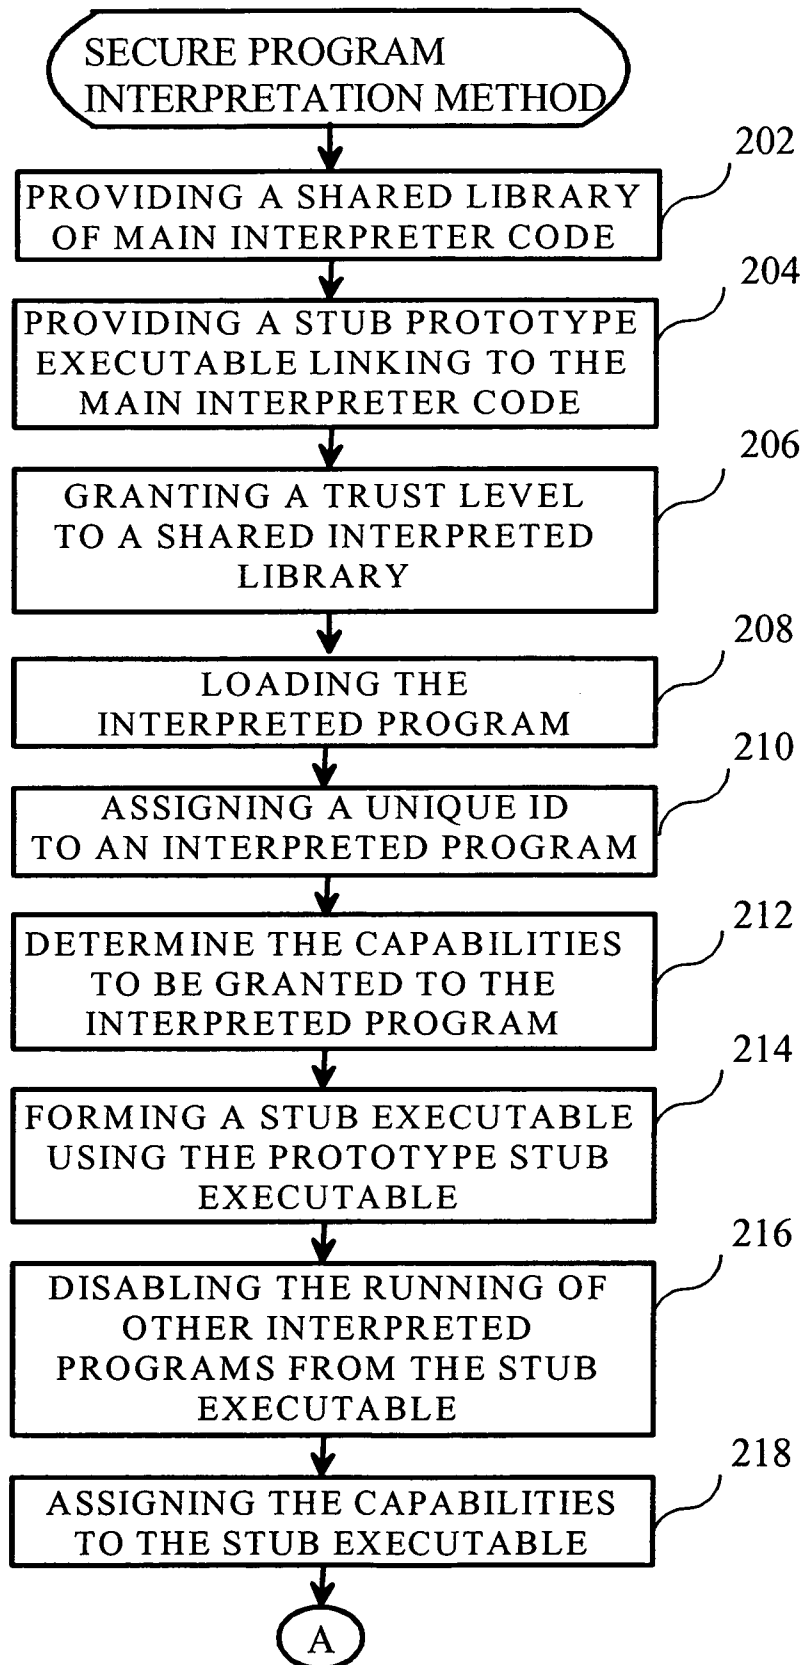 SECURE PROGRAM
INTERPRETATION METHOD
202
PROVIDING A SHARED LIBRARY
OF MAIN INTERPRETER CODE
204
PROVIDING A STUB PROTOTYPE
EXECUTABLE LINKING TO THE
MAIN INTERPRETER CODE
206
GRANTING A TRUST LEVEL
TO A SHARED INTERPRETED
LIBRARY
208
LOADING THE
INTERPRETED PROGRAM
210
ASSIGNING A UNIQUE ID
TO AN INTERPRETED PROGRAM
212
DETERMINE THE CAPABILITIES
TO BE GRANTED TO THE
INTERPRETED PROGRAM
214
FORMING A STUB EXECUTABLE
USING THE PROTOTYPE STUB
EXECUTABLE
216
DISABLING THE RUNNING OF
OTHER INTERPRETED
PROGRAMS FROM THE STUB
EXECUTABLE
218
ASSIGNING THE CAPABILITIES
TO THE STUB EXECUTABLE
A